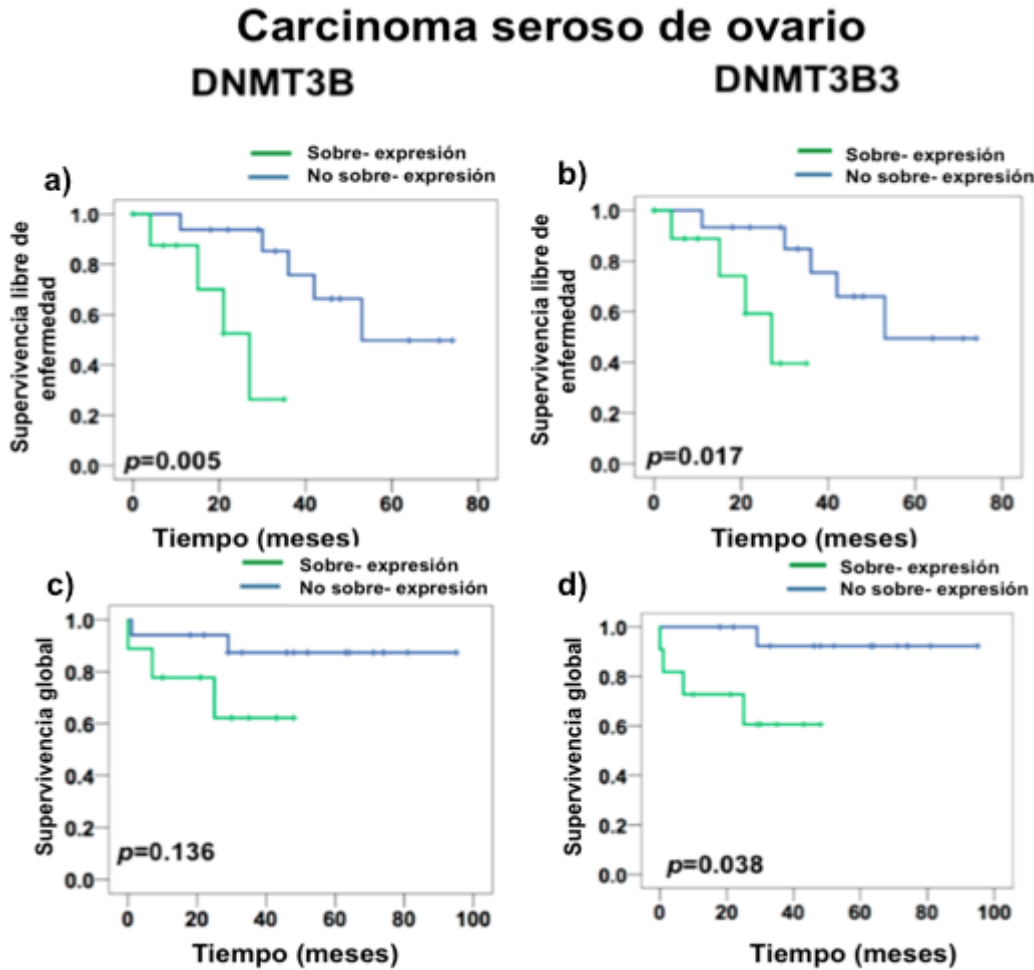 Carcinoma seroso de ovario
DNMT3B
DNMT3B3
a)
Sobre- expresión
No sobre- expresión
Supervivencia libre de
enfermedad
1.0
0.8
0.6
0.4
0.2
0.0
p=0.005
0 20 40 60 80
Tiempo (meses)
b)
Sobre- expresión
No sobre- expresión
Supervivencia libre de
enfermedad
1.0
0.8
0.6
0.4
0.2
0.0
p=0.017
0 20 40 60 80
Tiempo (meses)
c)
Sobre- expresión
No sobre- expresión
Supervivencia global
1.0
0.8
0.6
0.4
0.2
0.0
p=0.136
0 20 40 60 80 100
Tiempo (meses)
d)
Sobre- expresión
No sobre- expresión
Supervivencia global
1.0
0.8
0.6
0.4
0.2
0.0
p=0.038
0 20 40 60 80 100
Tiempo (meses)